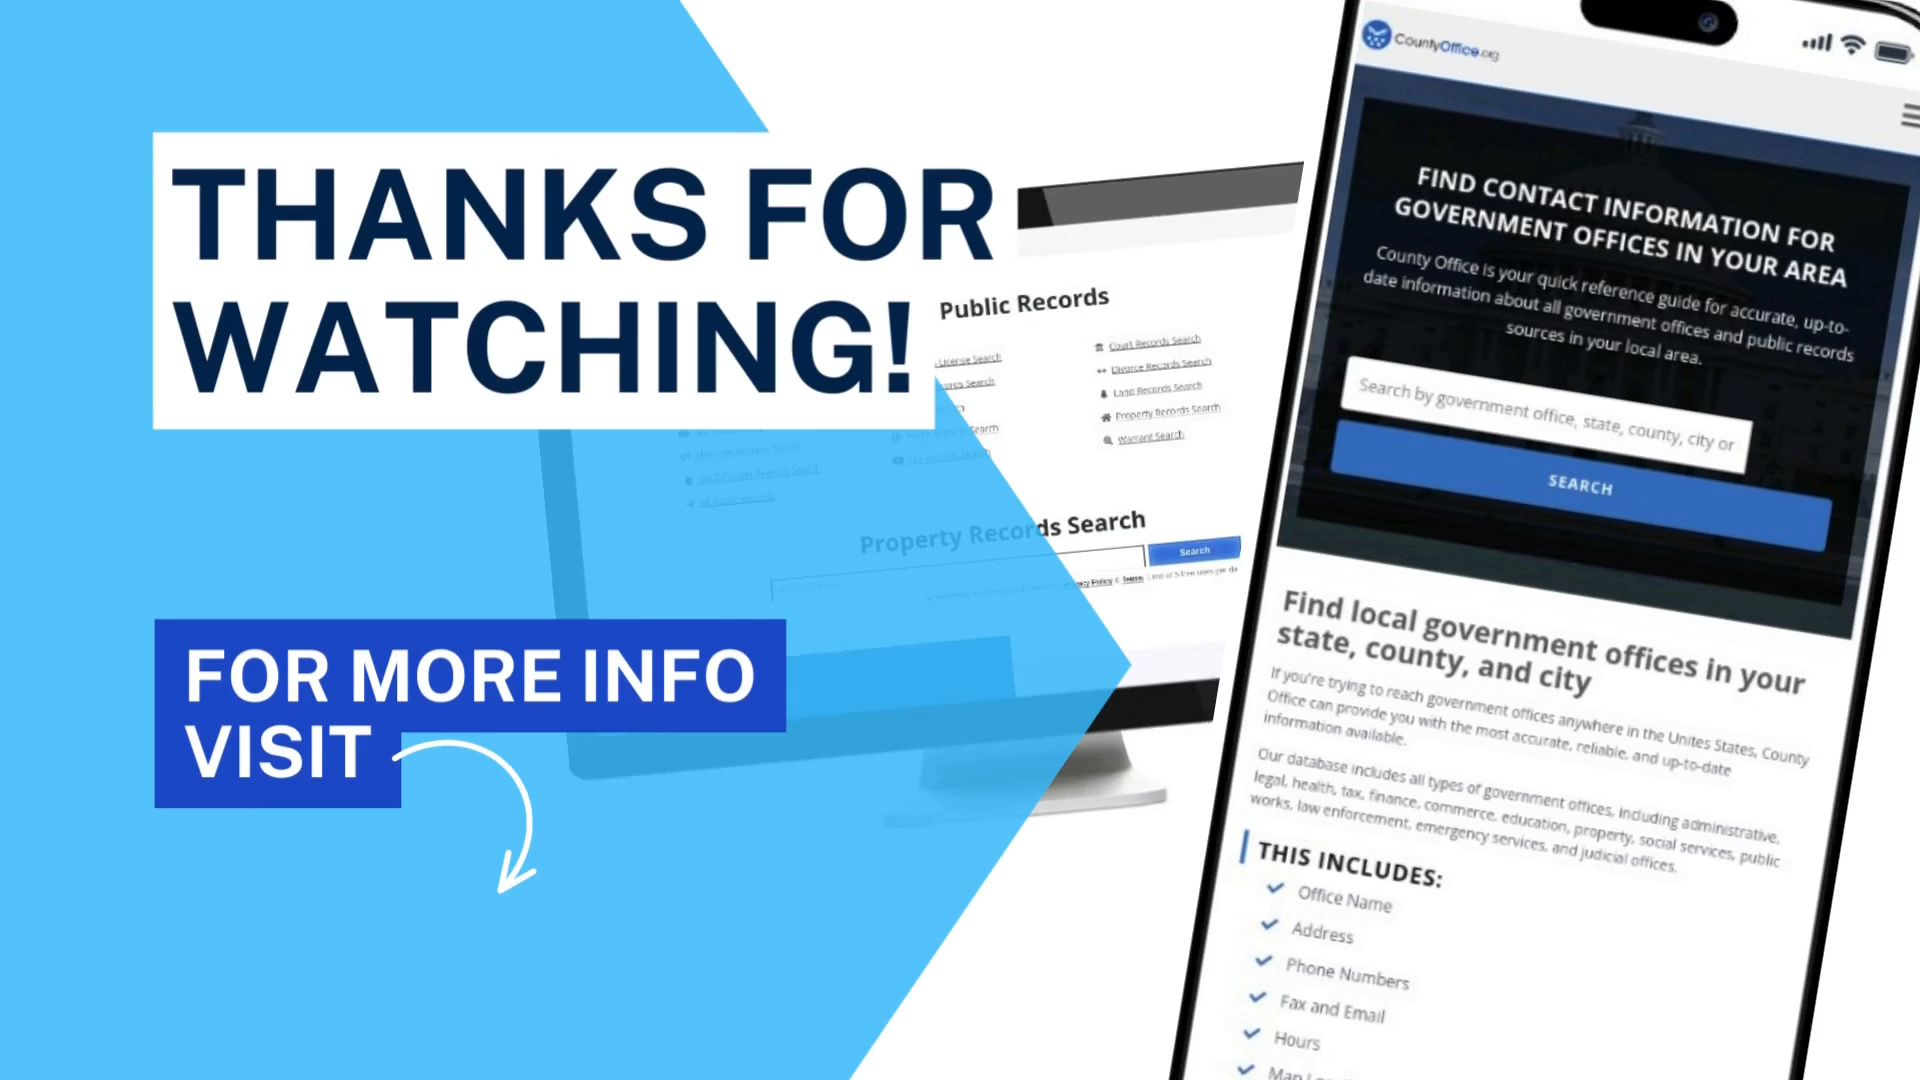 THANKS FOR
WATCHING!
FOR MORE INFO
VISIT
Public Records
License Search
Search
Search
Court Records Search
Divorce Records Search
Land Records Search
Property Records Search
Warrant Search
Property Records Search
Search
Policy & Terms
CountyOffice.org
FIND CONTACT INFORMATION FOR
GOVERNMENT OFFICES IN YOUR AREA
County Office is your quick reference guide for accurate, up-to-
date information about all government offices and public records
sources in your local area.
Search by government office, state, county, city or
SEARCH
Find local government offices in your
state, county, and city
If you're trying to reach government offices anywhere in the Unites States, County
Office can provide you with the most accurate, reliable, and up-to-date
information available.
Our database includes all types of government offices, including administrative,
legal, health, tax, finance, commerce, education, property, social services, public
works, law enforcement, emergency services, and judicial offices.
THIS INCLUDES:
Office Name
Address
Phone Numbers
Fax and Email
Hours